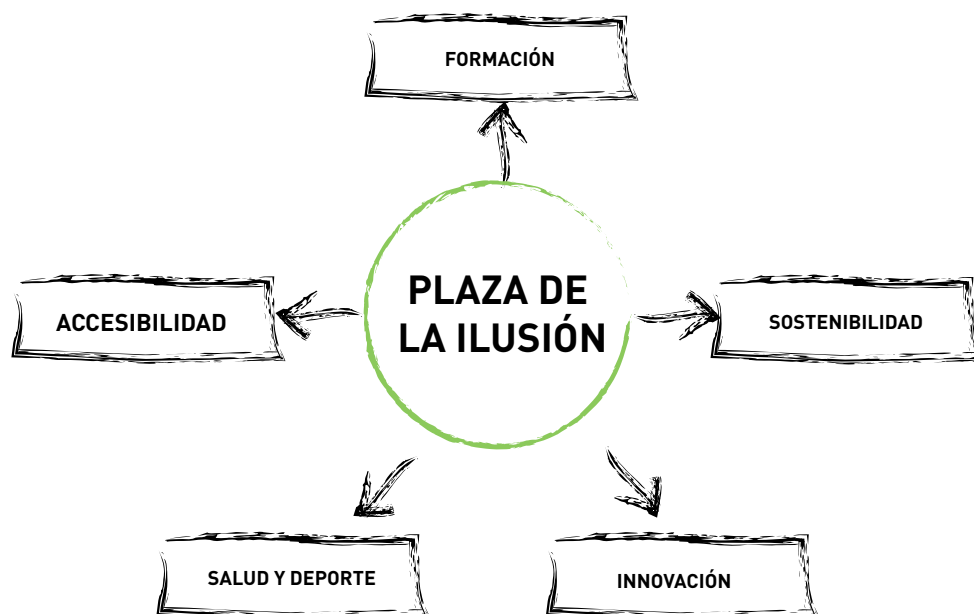 FORMACIÓN
PLAZA DE
LA ILUSIÓN
ACCESIBILIDAD
SOSTENIBILIDAD
SALUD Y DEPORTE
INNOVACIÓN